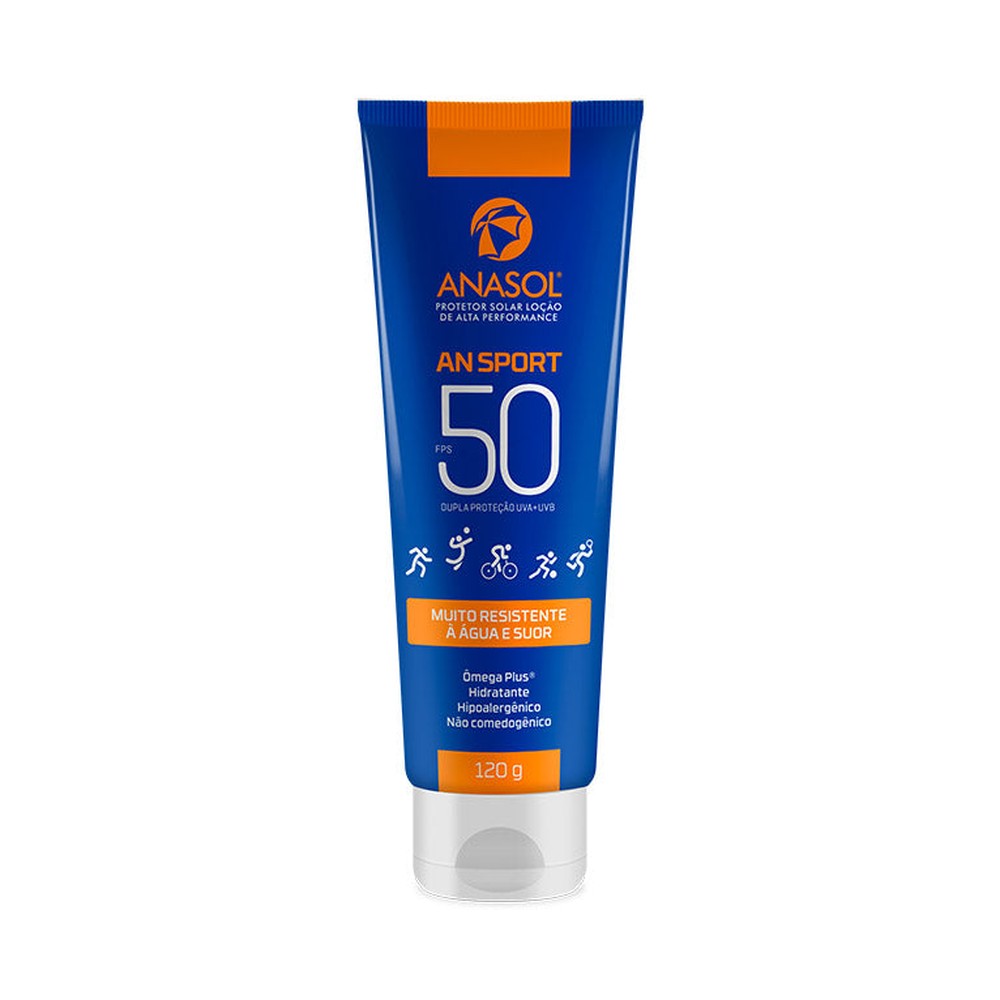 ANASOL®
PROTETOR SOLAR LOÇÃO
DE ALTA PERFORMANCE
AN SPORT
FPS 50
DUPLA PROTEÇÃO UVA+UVB
MUITO RESISTENTE
À ÁGUA E SUOR
Ômega Plus®
Hidratante
Hipoalergênico
Não comedogênico
120 g